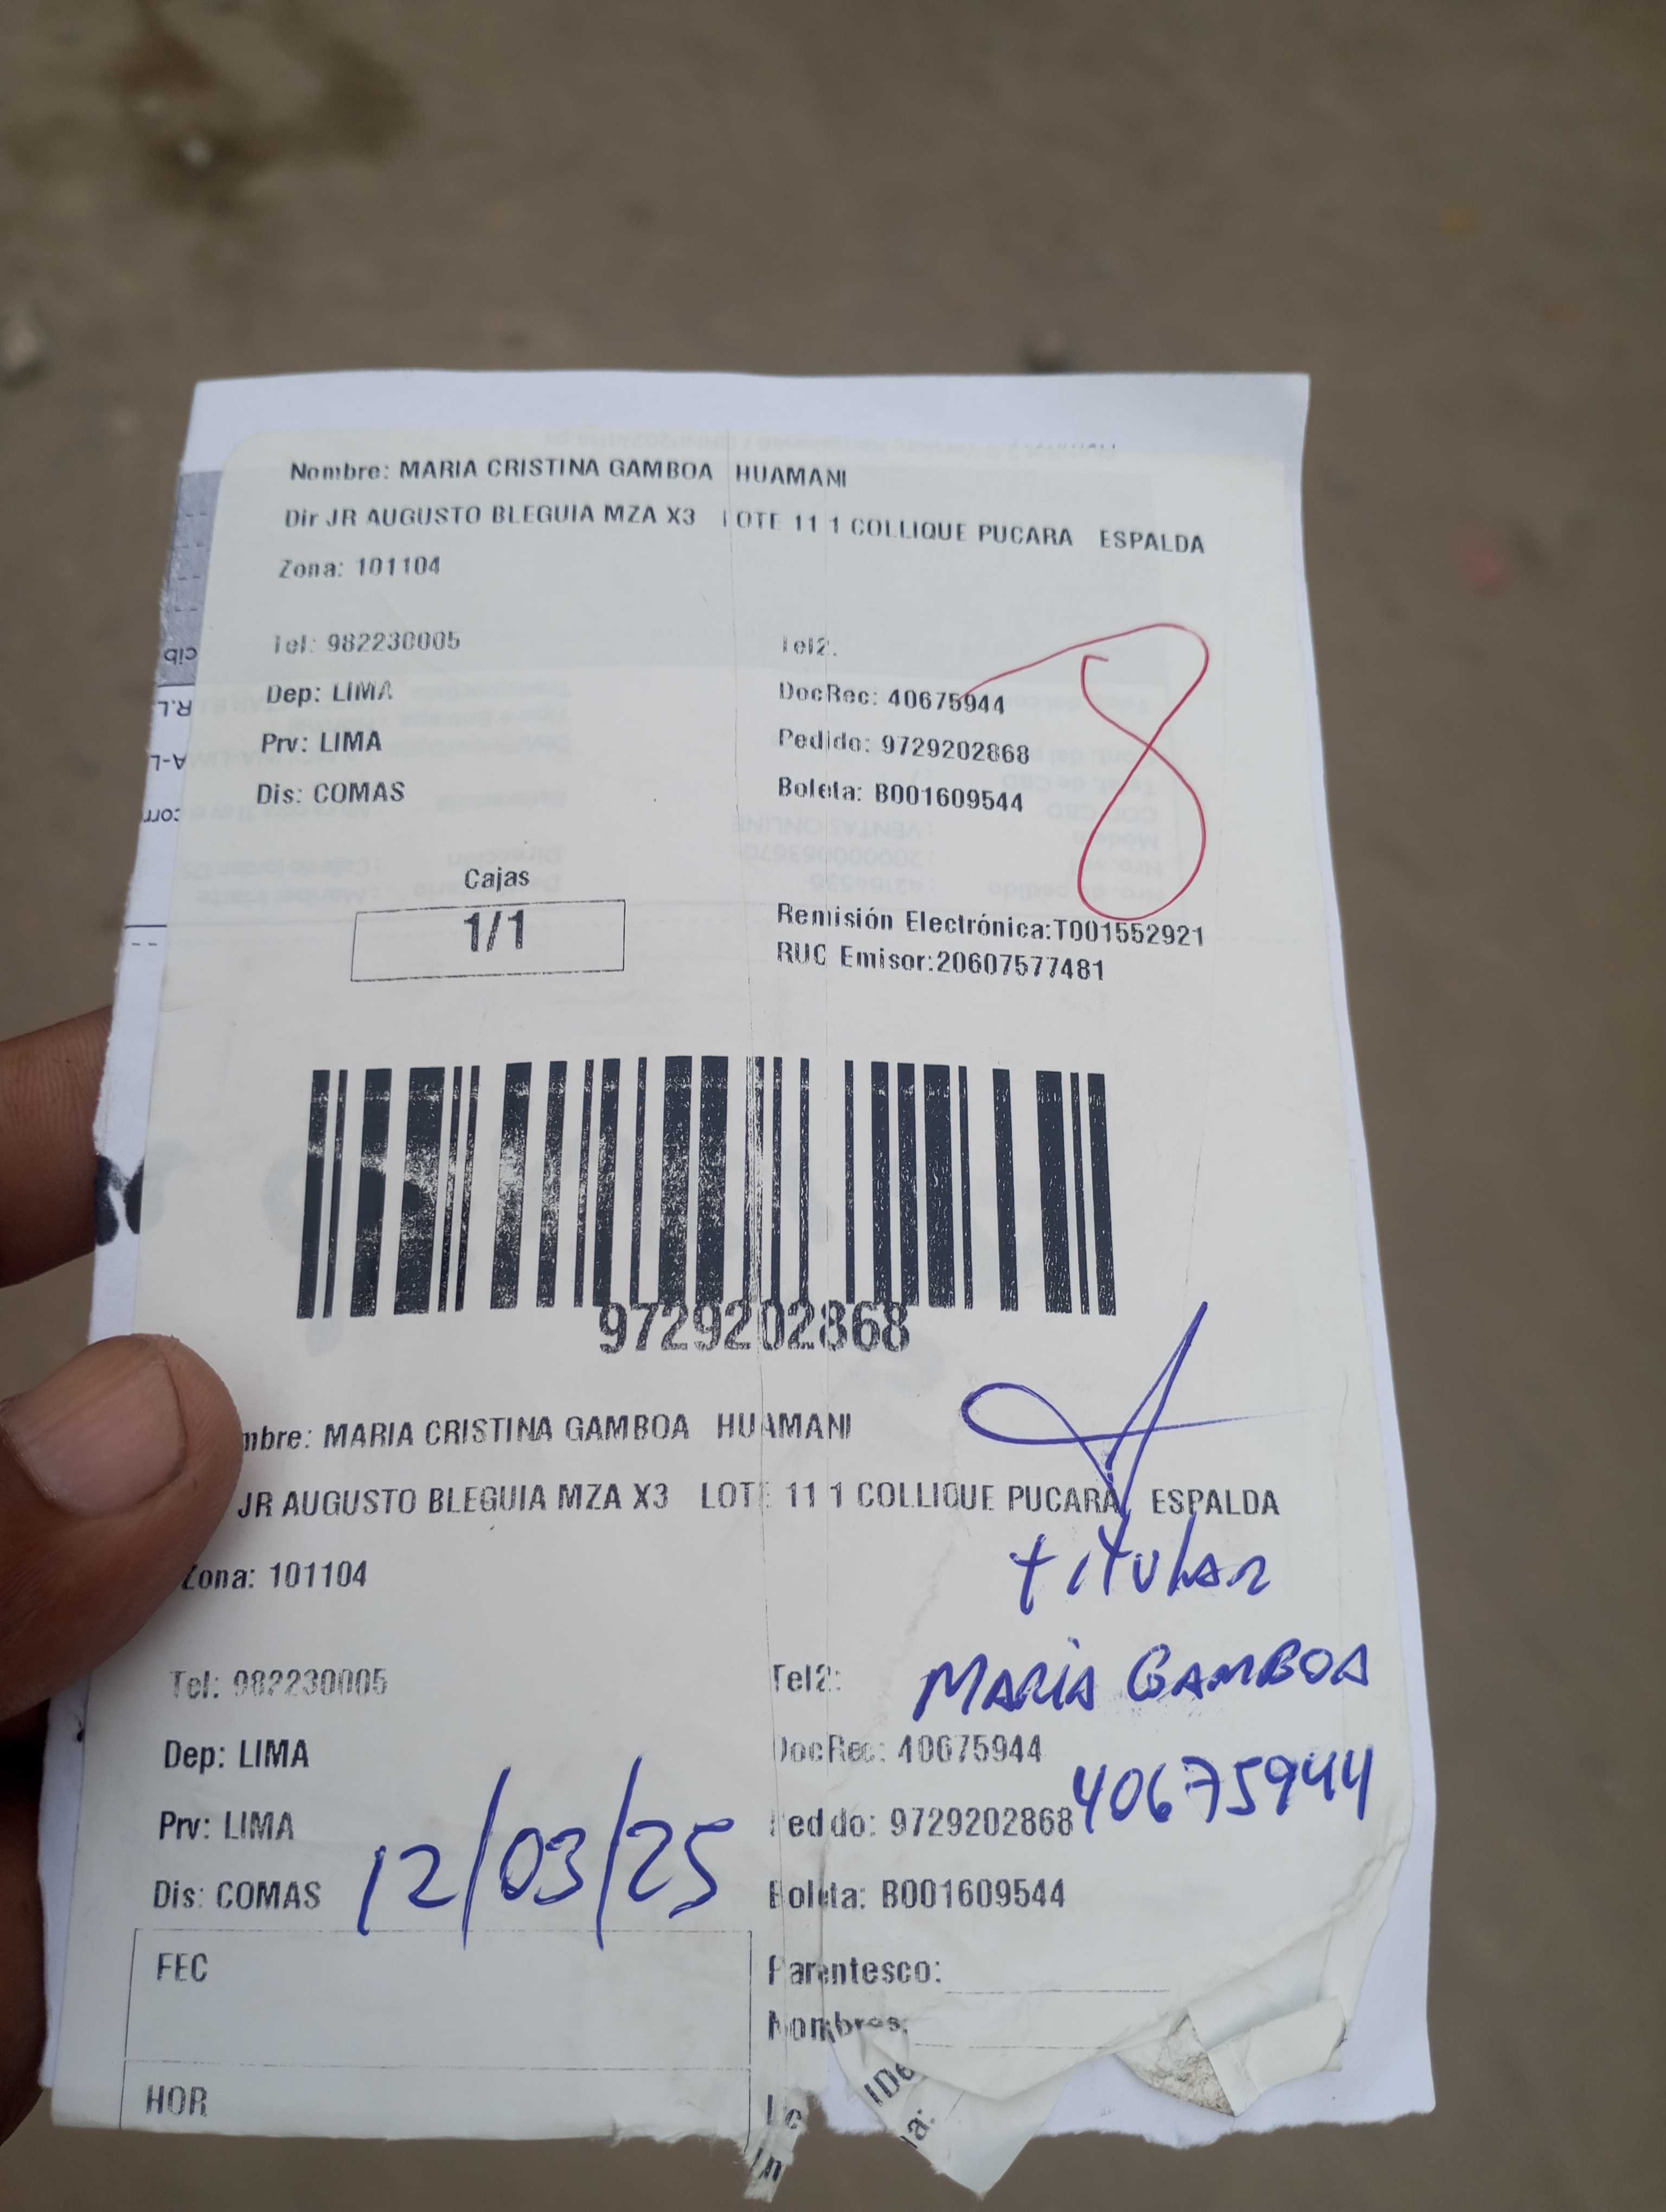 Nombre: MARIA CRISTINA GAMBOA HUAMANI
Dir JR AUGUSTO BLEGUIA MZA X3 LOTE 11 1 COLLIQUE PUCARA ESPALDA
Zona: 101104
Tel: 982230005
Tel2:
Dep: LIMA
DocRec: 40675944
Prv: LIMA
Pedido: 9729202868
Dis: COMAS
Boleta: B001609544
8
Cajas
1/1
Remisión Electrónica:T001552921
RUC Emisor:20607577481
9729202868
mbre: MARIA CRISTINA GAMBOA HUAMANI
JR AUGUSTO BLEGUIA MZA X3 LOTE 11 1 COLLIQUE PUCARA ESPALDA
titular
Zona: 101104
Tel: 982230005
Tel2:
MARIA GAMBOA
Dep: LIMA
DocRec: 40675944
40675944
Prv: LIMA
Peddo: 9729202868
12/03/25
Dis: COMAS
Boleta: B001609544
FEC
Parentesco:
Nombres:
HOR